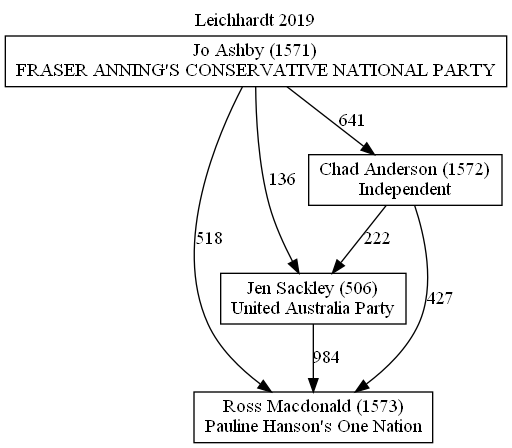 Leichhardt 2019
Jo Ashby (1571)
FRASER ANNING'S CONSERVATIVE NATIONAL PARTY
641
Chad Anderson (1572)
Independent
136
518
222
427
Jen Sackley (506)
United Australia Party
984
Ross Macdonald (1573)
Pauline Hanson's One Nation